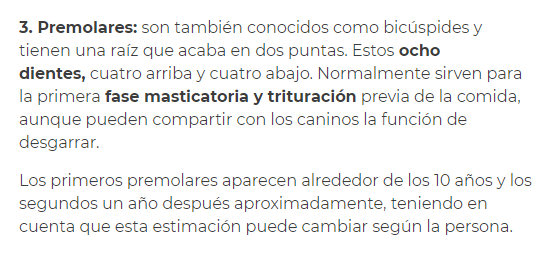 3. Premolares: son también conocidos como bicúspides y
tienen una raíz que acaba en dos puntas. Estos ocho
dientes, cuatro arriba y cuatro abajo. Normalmente sirven para
la primera fase masticatoria y trituración previa de la comida,
aunque pueden compartir con los caninos la función de
desgarrar.
Los primeros premolares aparecen alrededor de los 10 años y los
segundos un año después aproximadamente, teniendo en
cuenta que esta estimación puede cambiar según la persona.